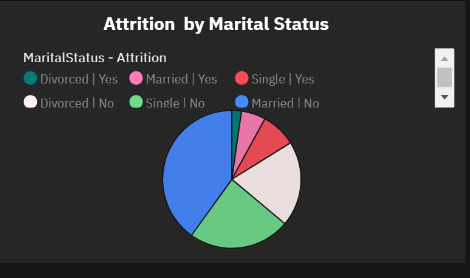 Attrition by Marital Status
MaritalStatus - Attrition
Divorced | Yes Married | Yes Single | Yes
Divorced | No Single | No Married | No